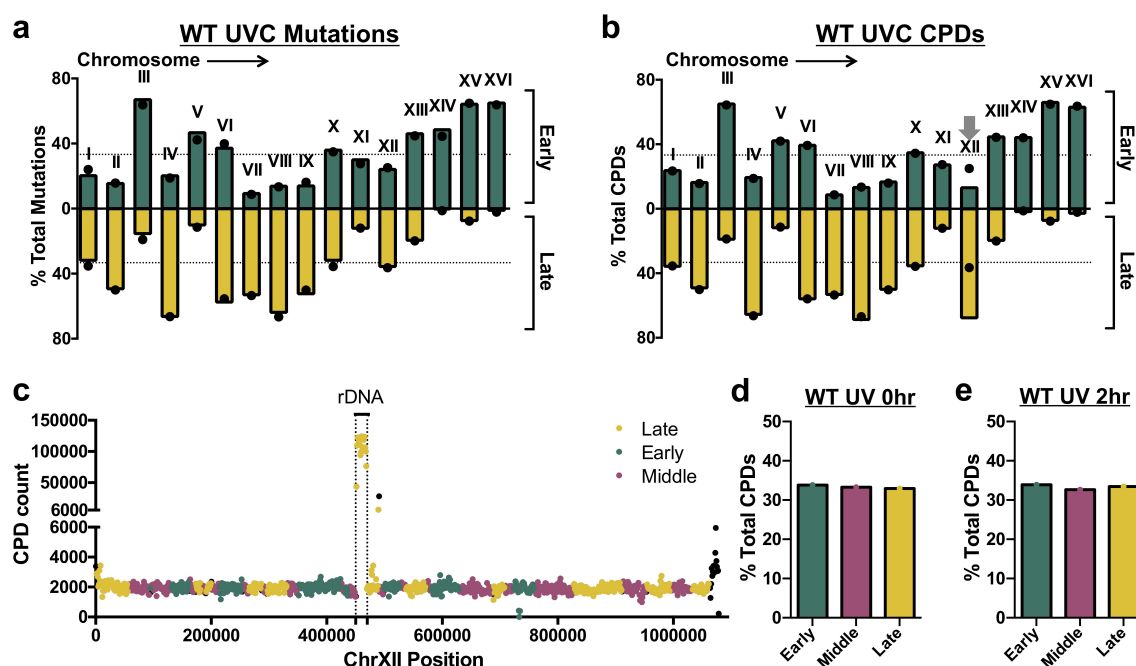 a
WT UVC Mutations
Chromosome
% Total Mutations
80
40
0
40
80
I
II
III
IV
V
VI
VII
VIII
IX
X
XI
XII
XIII
XIV
XV
XVI
Early
Late
b
WT UVC CPDs
Chromosome
% Total CPDs
80
40
0
40
80
I
II
III
IV
V
VI
VII
VIII
IX
X
XI
XII
XIII
XIV
XV
XVI
Early
Late
c
rDNA
CPD count
150000
100000
50000
6000
6000
4000
2000
0
0
200000
400000
600000
800000
1000000
ChrXII Position
Late
Early
Middle
d
WT UV 0hr
% Total CPDs
50
40
30
20
10
0
Early
Middle
Late
e
WT UV 2hr
% Total CPDs
50
40
30
20
10
0
Early
Middle
Late